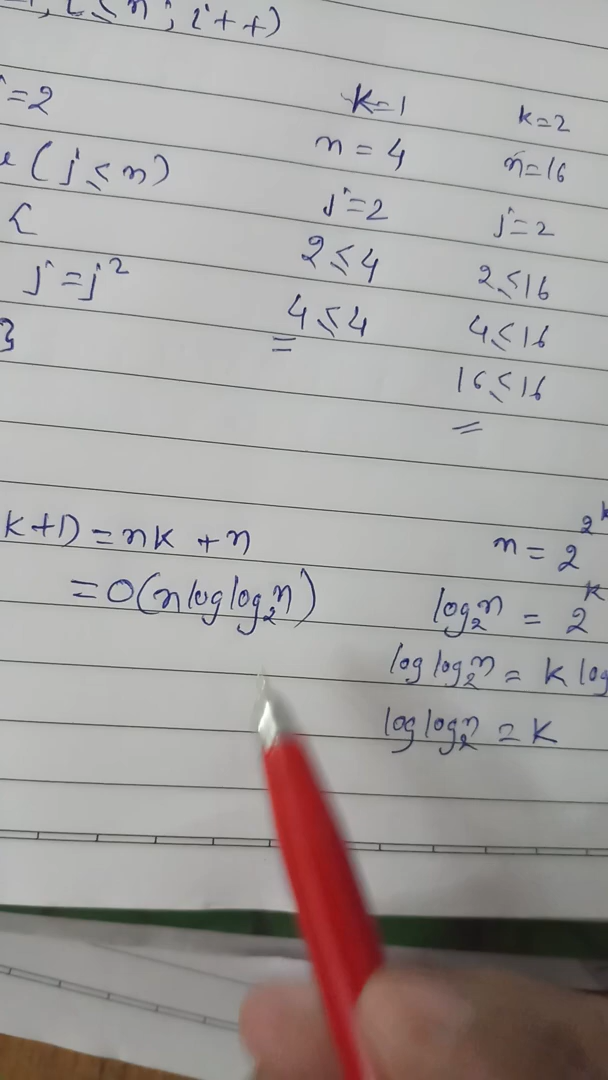 i ≤ n ; i++)
j=2
(j ≤ n)
{
j = j²
}
k=1
n = 4
j=2
2 ≤ 4
4 ≤ 4
=
k=2
n=16
j=2
2 ≤ 16
4 ≤ 16
16 ≤ 16
=
k+1) = nk + n
= O(n log log₂n)
n = 2^2^k
log₂n = 2^k
log log₂n = k log
log log₂n = k